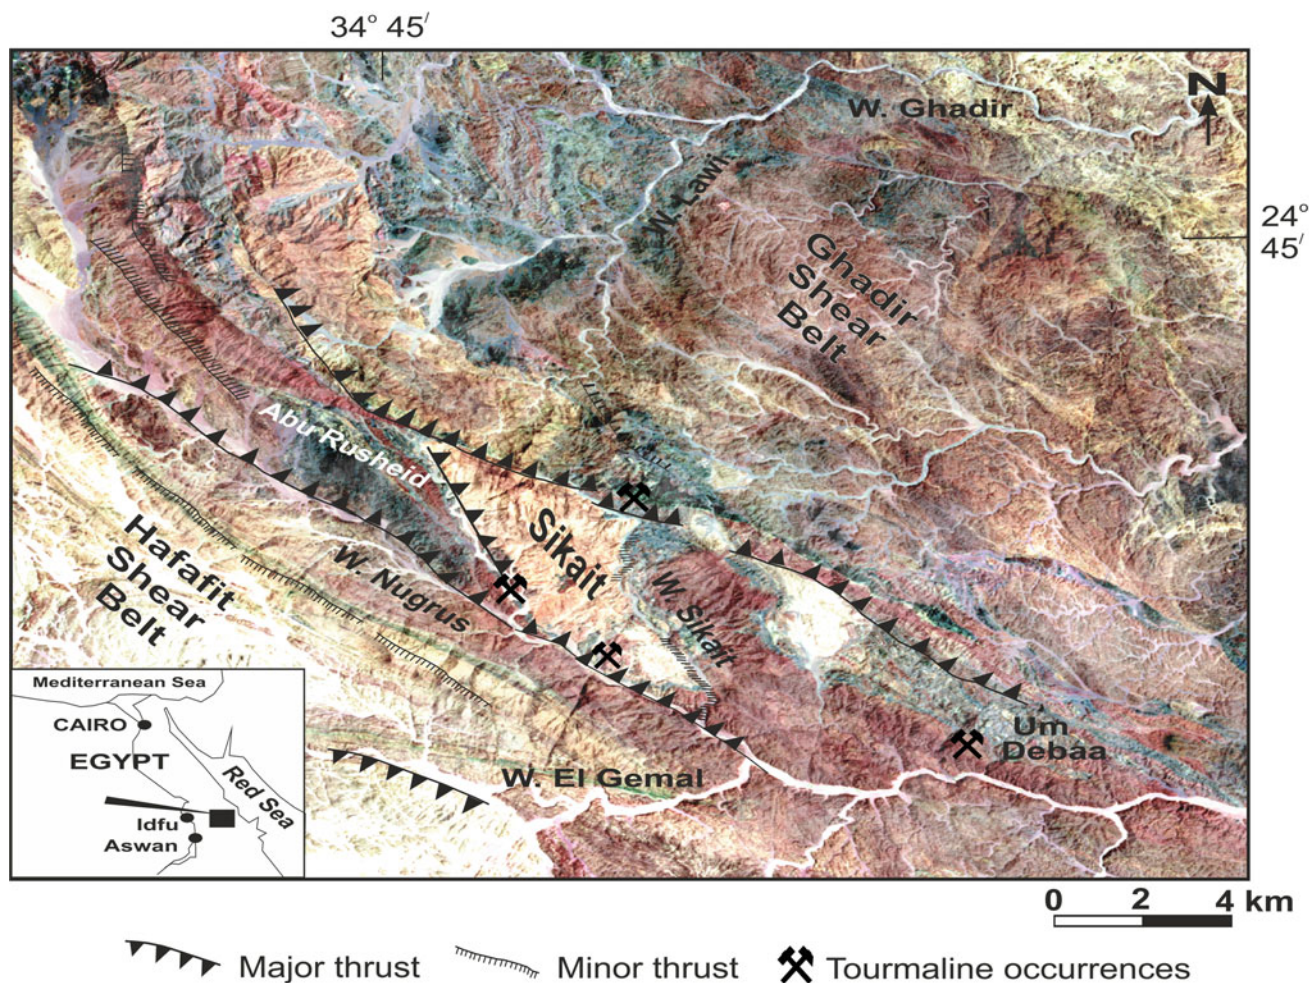 34° 45′
N
W. Ghadir
W. Lawi
24°
45′
Ghadir
Shear
Belt
Abu Rusheid
Sikait
Hafafit
Shear
Belt
W. Nugrus
W. Sikait
Um
Debaa
W. El Gemal
Mediterranean Sea
CAIRO
EGYPT
Red Sea
Idfu
Aswan
0 2 4 km
Major thrust
Minor thrust
Tourmaline occurrences